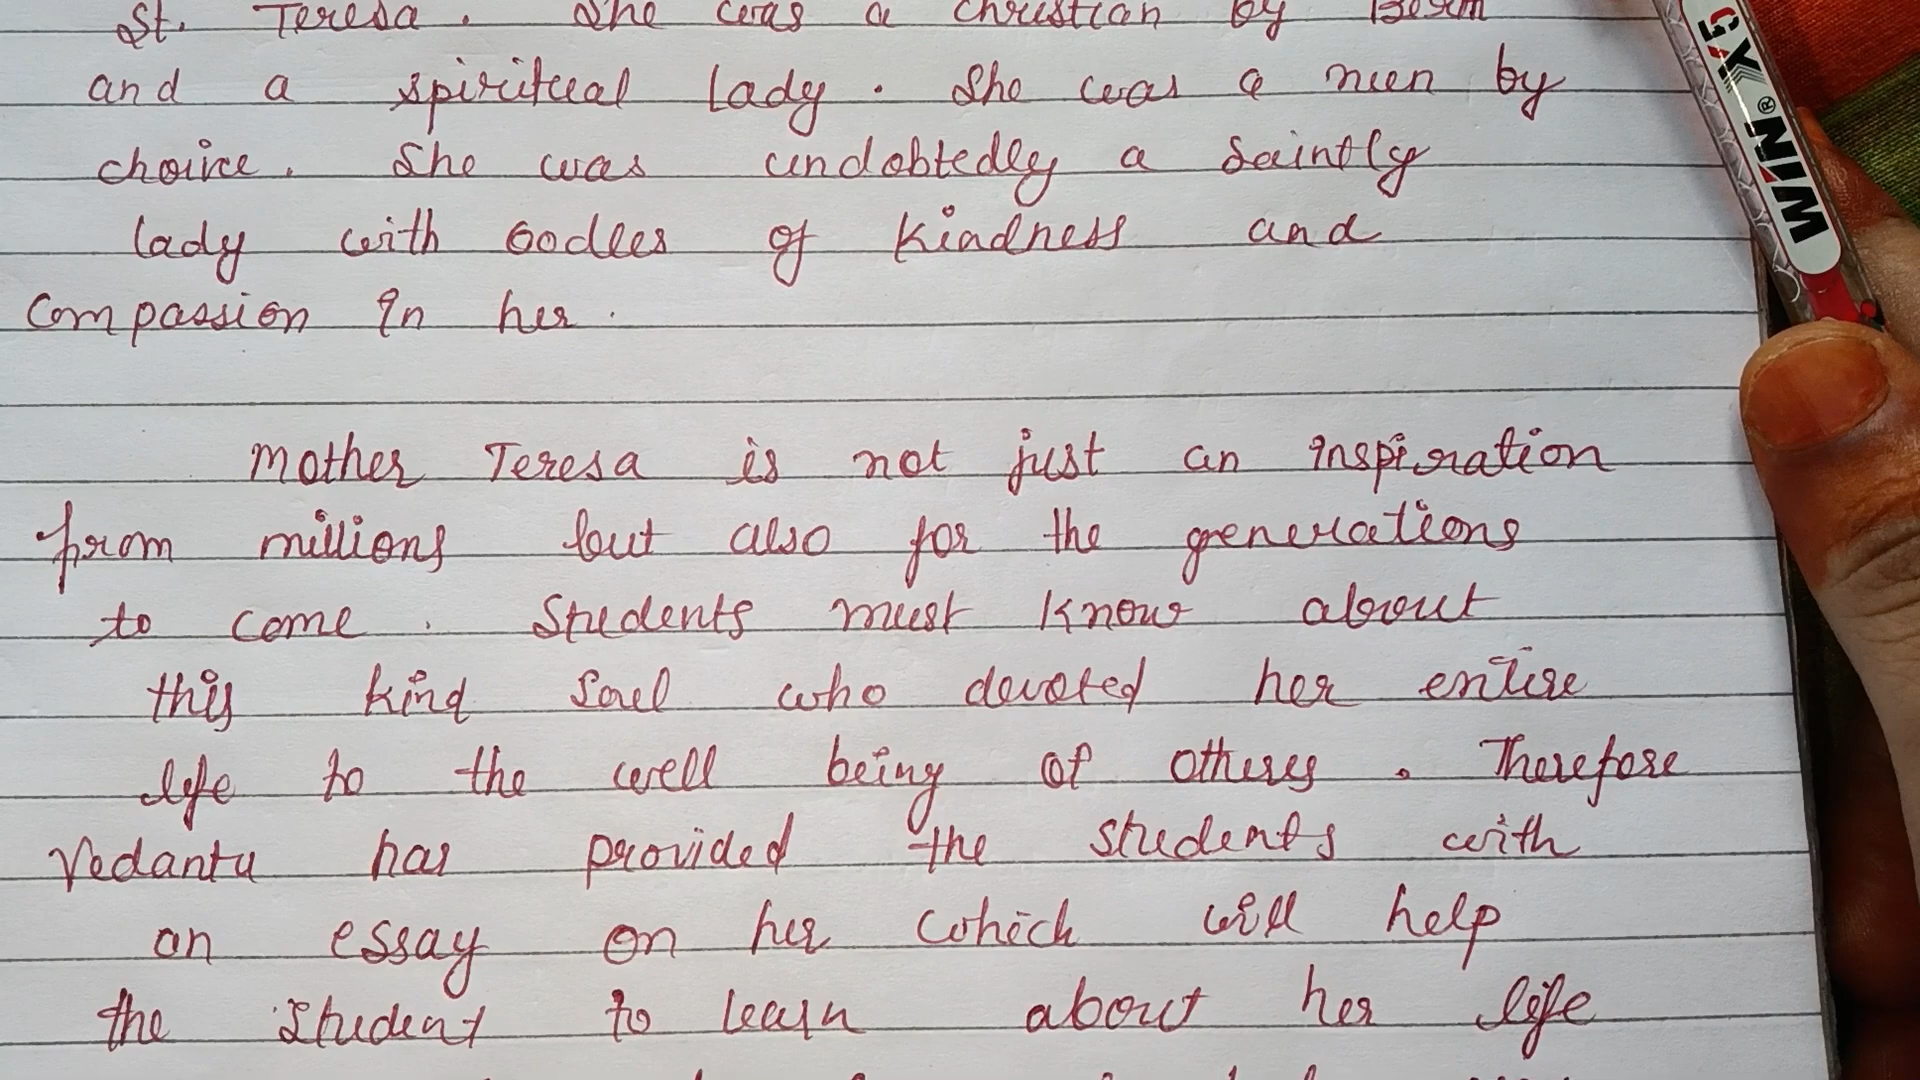 St. Teresa. She was a christian by Born
and a spiritual lady. She was a nun by
choice. She was undobtedly a Saintly
lady with oodles of kindness and
compassion in her.
Mother Teresa is not just an inspiration
from millions but also for the generations
to come. Students must know about
this kind Soul who devoted her entire
life to the well being of others. Therefore
Vedantu has provided the students with
an essay on her which will help
the student to learn about her life
WIN GXY5